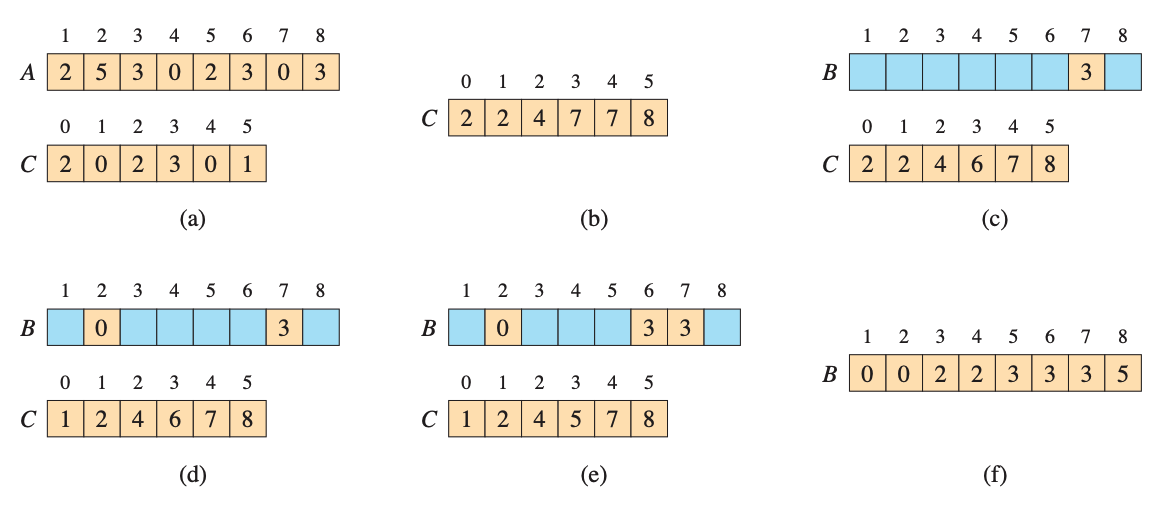 1 2 3 4 5 6 7 8
A 2 5 3 0 2 3 0 3
0 1 2 3 4 5
C 2 0 2 3 0 1
(a)
0 1 2 3 4 5
C 2 2 4 7 7 8
(b)
1 2 3 4 5 6 7 8
B 3
0 1 2 3 4 5
C 2 2 4 6 7 8
(c)
1 2 3 4 5 6 7 8
B 0 3
0 1 2 3 4 5
C 1 2 4 6 7 8
(d)
1 2 3 4 5 6 7 8
B 0 3 3
0 1 2 3 4 5
C 1 2 4 5 7 8
(e)
1 2 3 4 5 6 7 8
B 0 0 2 2 3 3 3 5
(f)